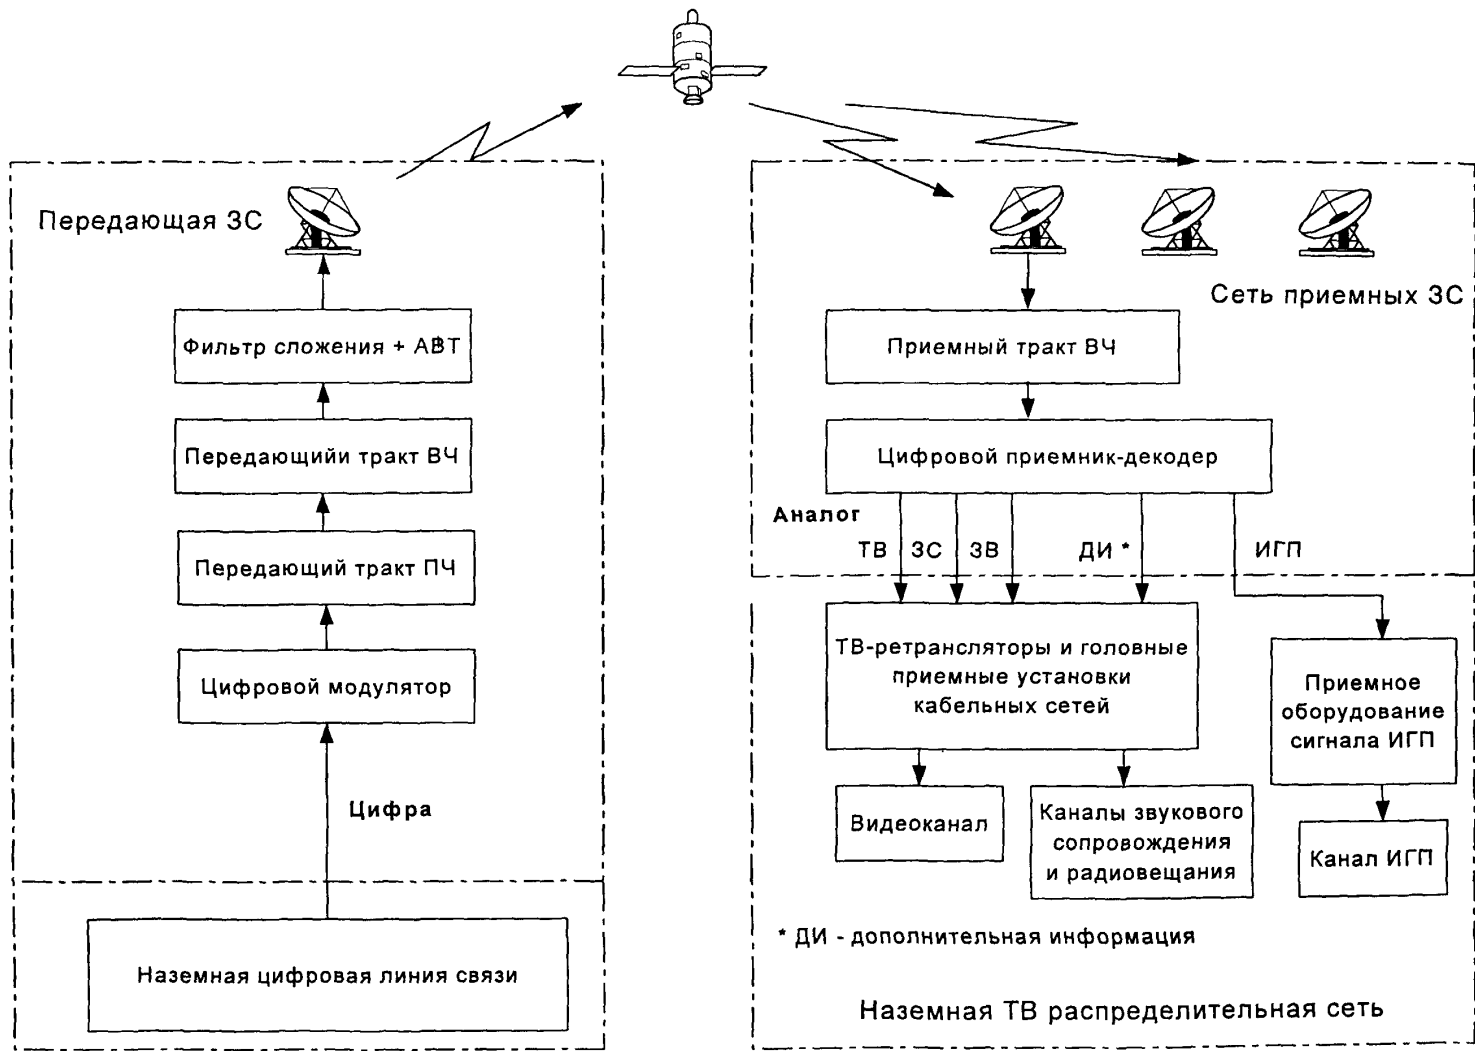 Передающая ЗС
Фильтр сложения + АВТ
Передающийи тракт ВЧ
Передающий тракт ПЧ
Цифровой модулятор
Цифра
Наземная цифровая линия связи
Сеть приемных ЗС
Приемный тракт ВЧ
Цифровой приемник-декодер
Аналог
ТВ ЗС ЗВ ДИ * ИГП
ТВ-ретрансляторы и головные
приемные установки
кабельных сетей
Приемное
оборудование
сигнала ИГП
Видеоканал
Каналы звукового
сопровождения
и радиовещания
Канал ИГП
* ДИ - дополнительная информация
Наземная ТВ распределительная сеть